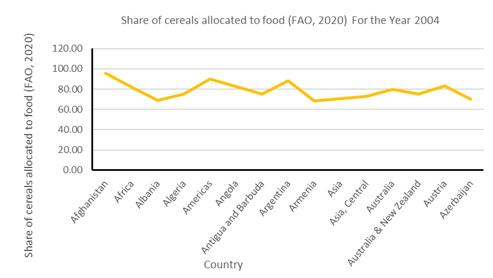 Share of cereals allocated to food (FAO, 2020) For the Year 2004
Share of cereals allocated to food (FAO, 2020)
120.00
100.00
80.00
60.00
40.00
20.00
0.00
Afghanistan
Africa
Albania
Algeria
Americas
Angola
Antigua and Barbuda
Argentina
Armenia
Asia
Asia, Central
Australia
Australia & New Zealand
Austria
Azerbaijan
Country